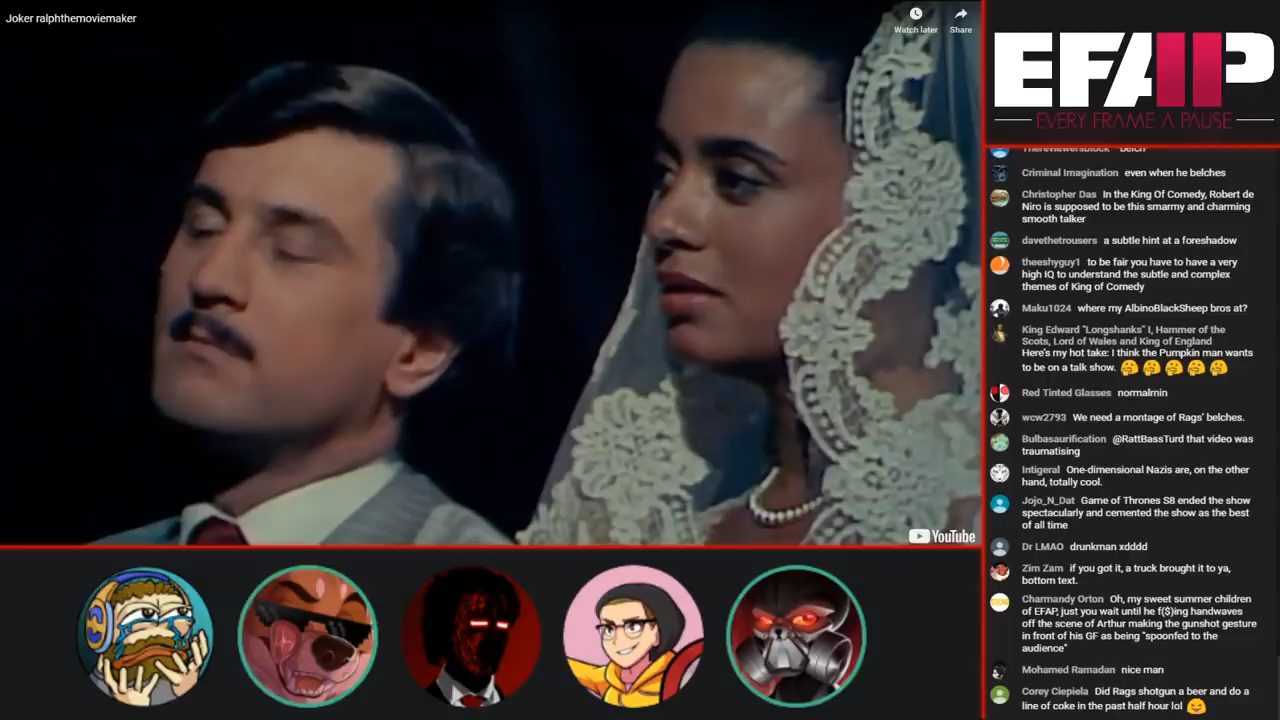 Joker ralphthemoviemaker
Watch later
Share
YouTube
EFAP
EVERY FRAME A PAUSE
Criminal Imagination even when he belches
Christopher Das In the King Of Comedy, Robert de
Niro is supposed to be this smarmy and charming
smooth talker
davethetrousers a subtle hint at a foreshadow
theeshyguy1 to be fair you have to have a very
high IQ to understand the subtle and complex
themes of King of Comedy
Maku1024 where my AlbinoBlackSheep bros at?
King Edward "Longshanks" I, Hammer of the
Scots, Lord of Wales and King of England
Here's my hot take: I think the Pumpkin man wants
to be on a talk show. 🤔 🤔 🤔 🤔 🤔
Red Tinted Glasses normalmin
wcw2793 We need a montage of Rags' belches.
Bulbasaurification @RattBassTurd that video was
traumatising
Intigeral One-dimensional Nazis are, on the other
hand, totally cool.
Jojo_N_Dat Game of Thrones S8 ended the show
spectacularly and cemented the show as the best
of all time
Dr LMAO drunkman xdddd
Zim Zam if you got it, a truck brought it to ya,
bottom text.
Charmandy Orton Oh, my sweet summer children
of EFAP, just you wait until he f($)ing handwaves
off the scene of Arthur making the gunshot gesture
in front of his GF as being "spoonfed to the
audience"
Mohamed Ramadan nice man
Corey Ciepiela Did Rags shotgun a beer and do a
line of coke in the past half hour lol 😄